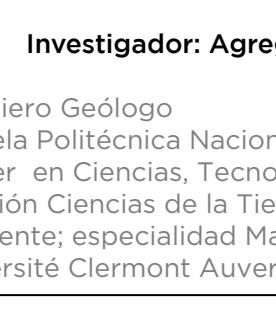 Investigador: Agreg
iero Geólogo
ela Politécnica Nacion
er en Ciencias, Tecno
ión Ciencias de la Tie
ente; especialidad Ma
ersité Clermont Auver